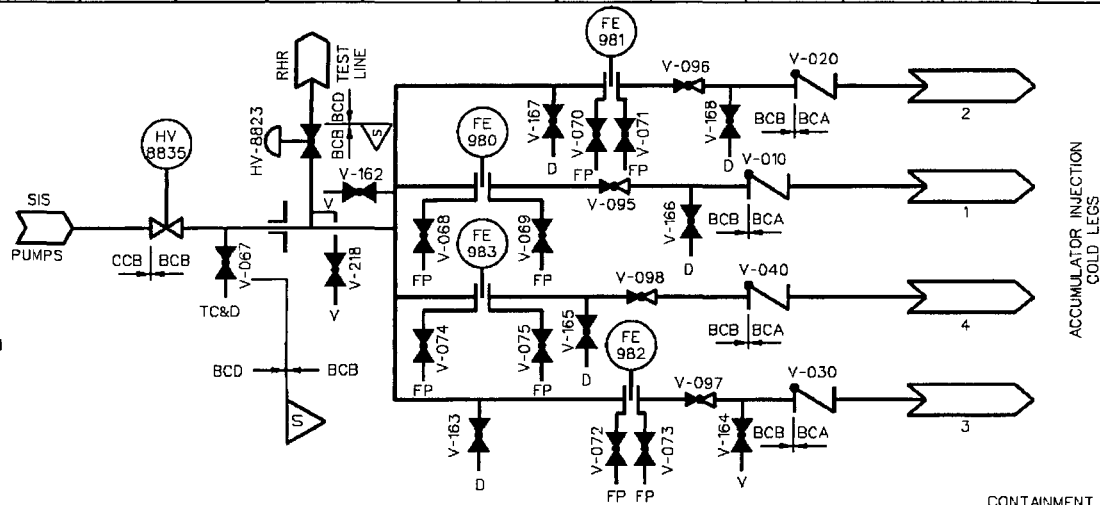 FE
981
V-096
V-020
RHR
TEST
LINE
BCD
BCB
S
HV-8823
V-167
V-070
V-071
V-168
BCB
BCA
2
D
FP
FP
D
HV
8835
FE
980
V-162
V
V-010
V-095
V-166
BCB
BCA
1
D
SIS
PUMPS
CCB
BCB
V-067
TC&D
V-218
V
V-068
V-069
FP
FP
FE
983
V-098
V-040
V-074
V-075
V-165
BCB
BCA
4
FP
FP
D
BCD
BCB
S
FE
982
V-097
V-030
V-163
V-072
V-073
V-164
BCB
BCA
3
D
FP
FP
V
ACCUMULATOR INJECTION
COLD LEGS
CONTAINMENT